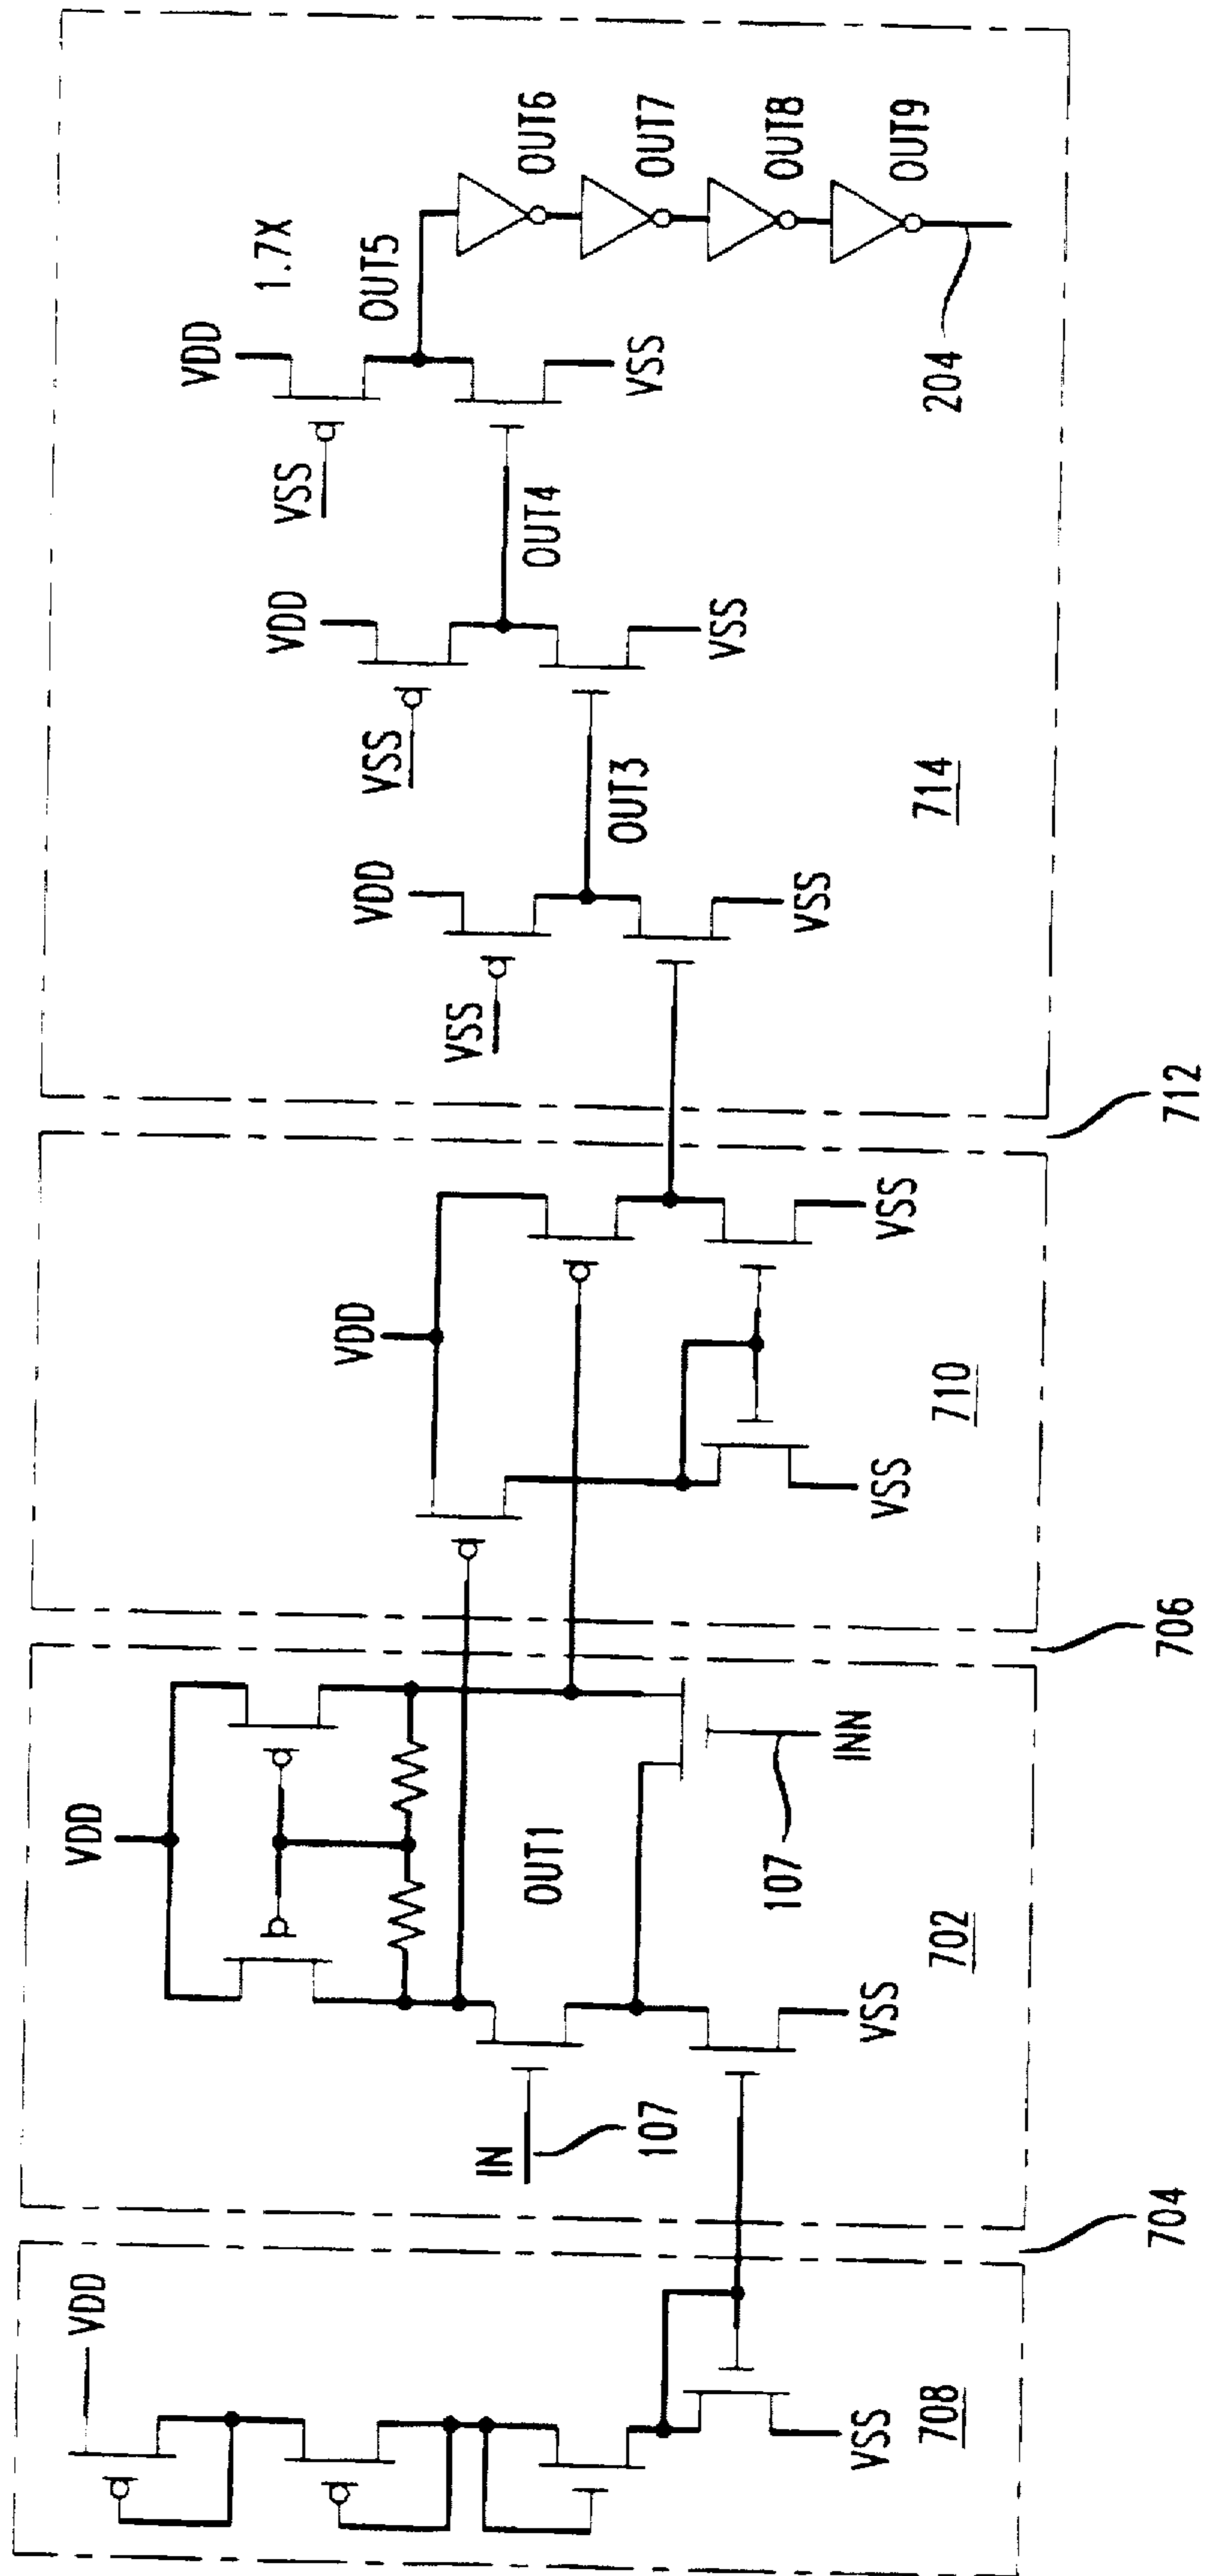 VDD
VSS
708
704
IN
107
VDD
OUT1
VSS
702
107
INN
706
VDD
VSS
710
VSS
712
VSS
VDD
OUT3
VSS
714
VSS
VDD
OUT4
VSS
VSS
VDD
1.7X
OUT5
VSS
OUT6
OUT7
OUT8
OUT9
204